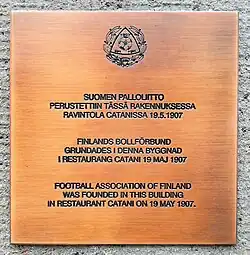 SUOMEN PALLOLIITTO
PERUSTETTIIN TÄSSÄ RAKENNUKSESSA
RAVINTOLA CATANISSA 19.5.1907
FINLANDS BOLLFÖRBUND
GRUNDADES I DENNA BYGGNAD
I RESTAURANG CATANI 19 MAJ 1907
FOOTBALL ASSOCIATION OF FINLAND
WAS FOUNDED IN THIS BUILDING
IN RESTAURANT CATANI ON 19 MAY 1907.